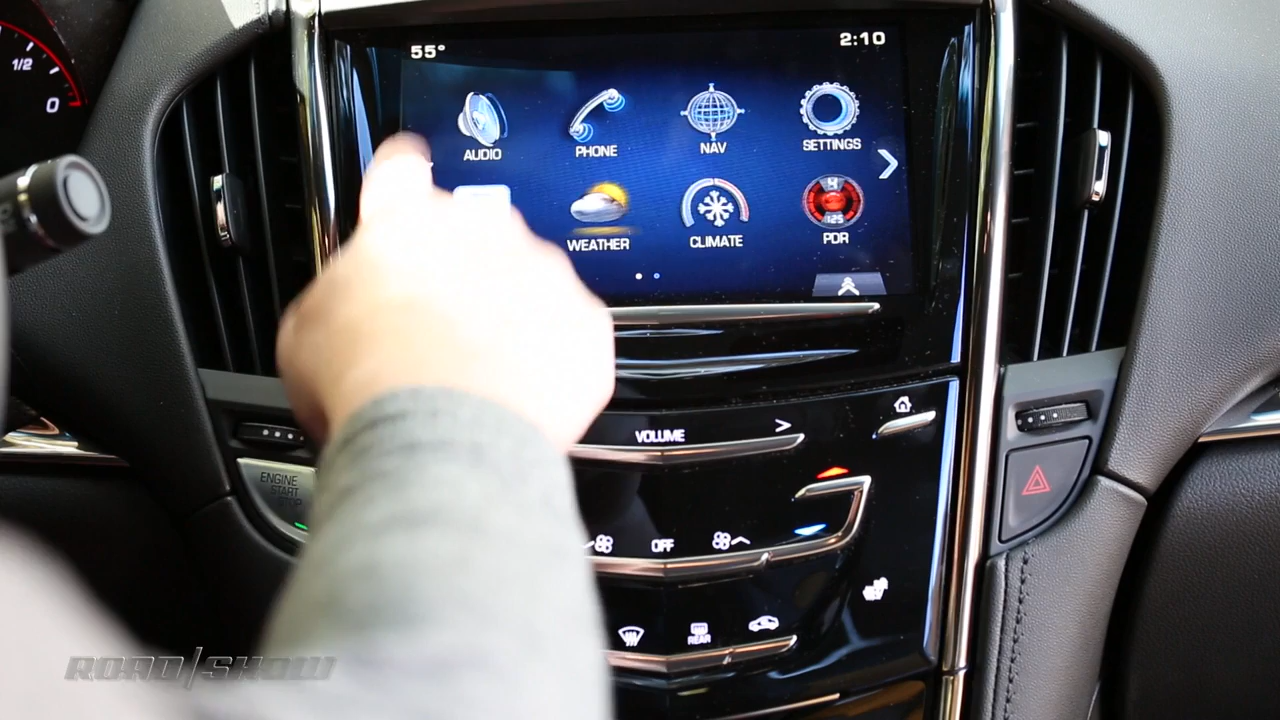 1/2
0
55°
2:10
AUDIO
PHONE
NAV
SETTINGS
WEATHER
CLIMATE
PDR
125
VOLUME
ENGINE
START
OFF
REAR
ROAD/SHOW